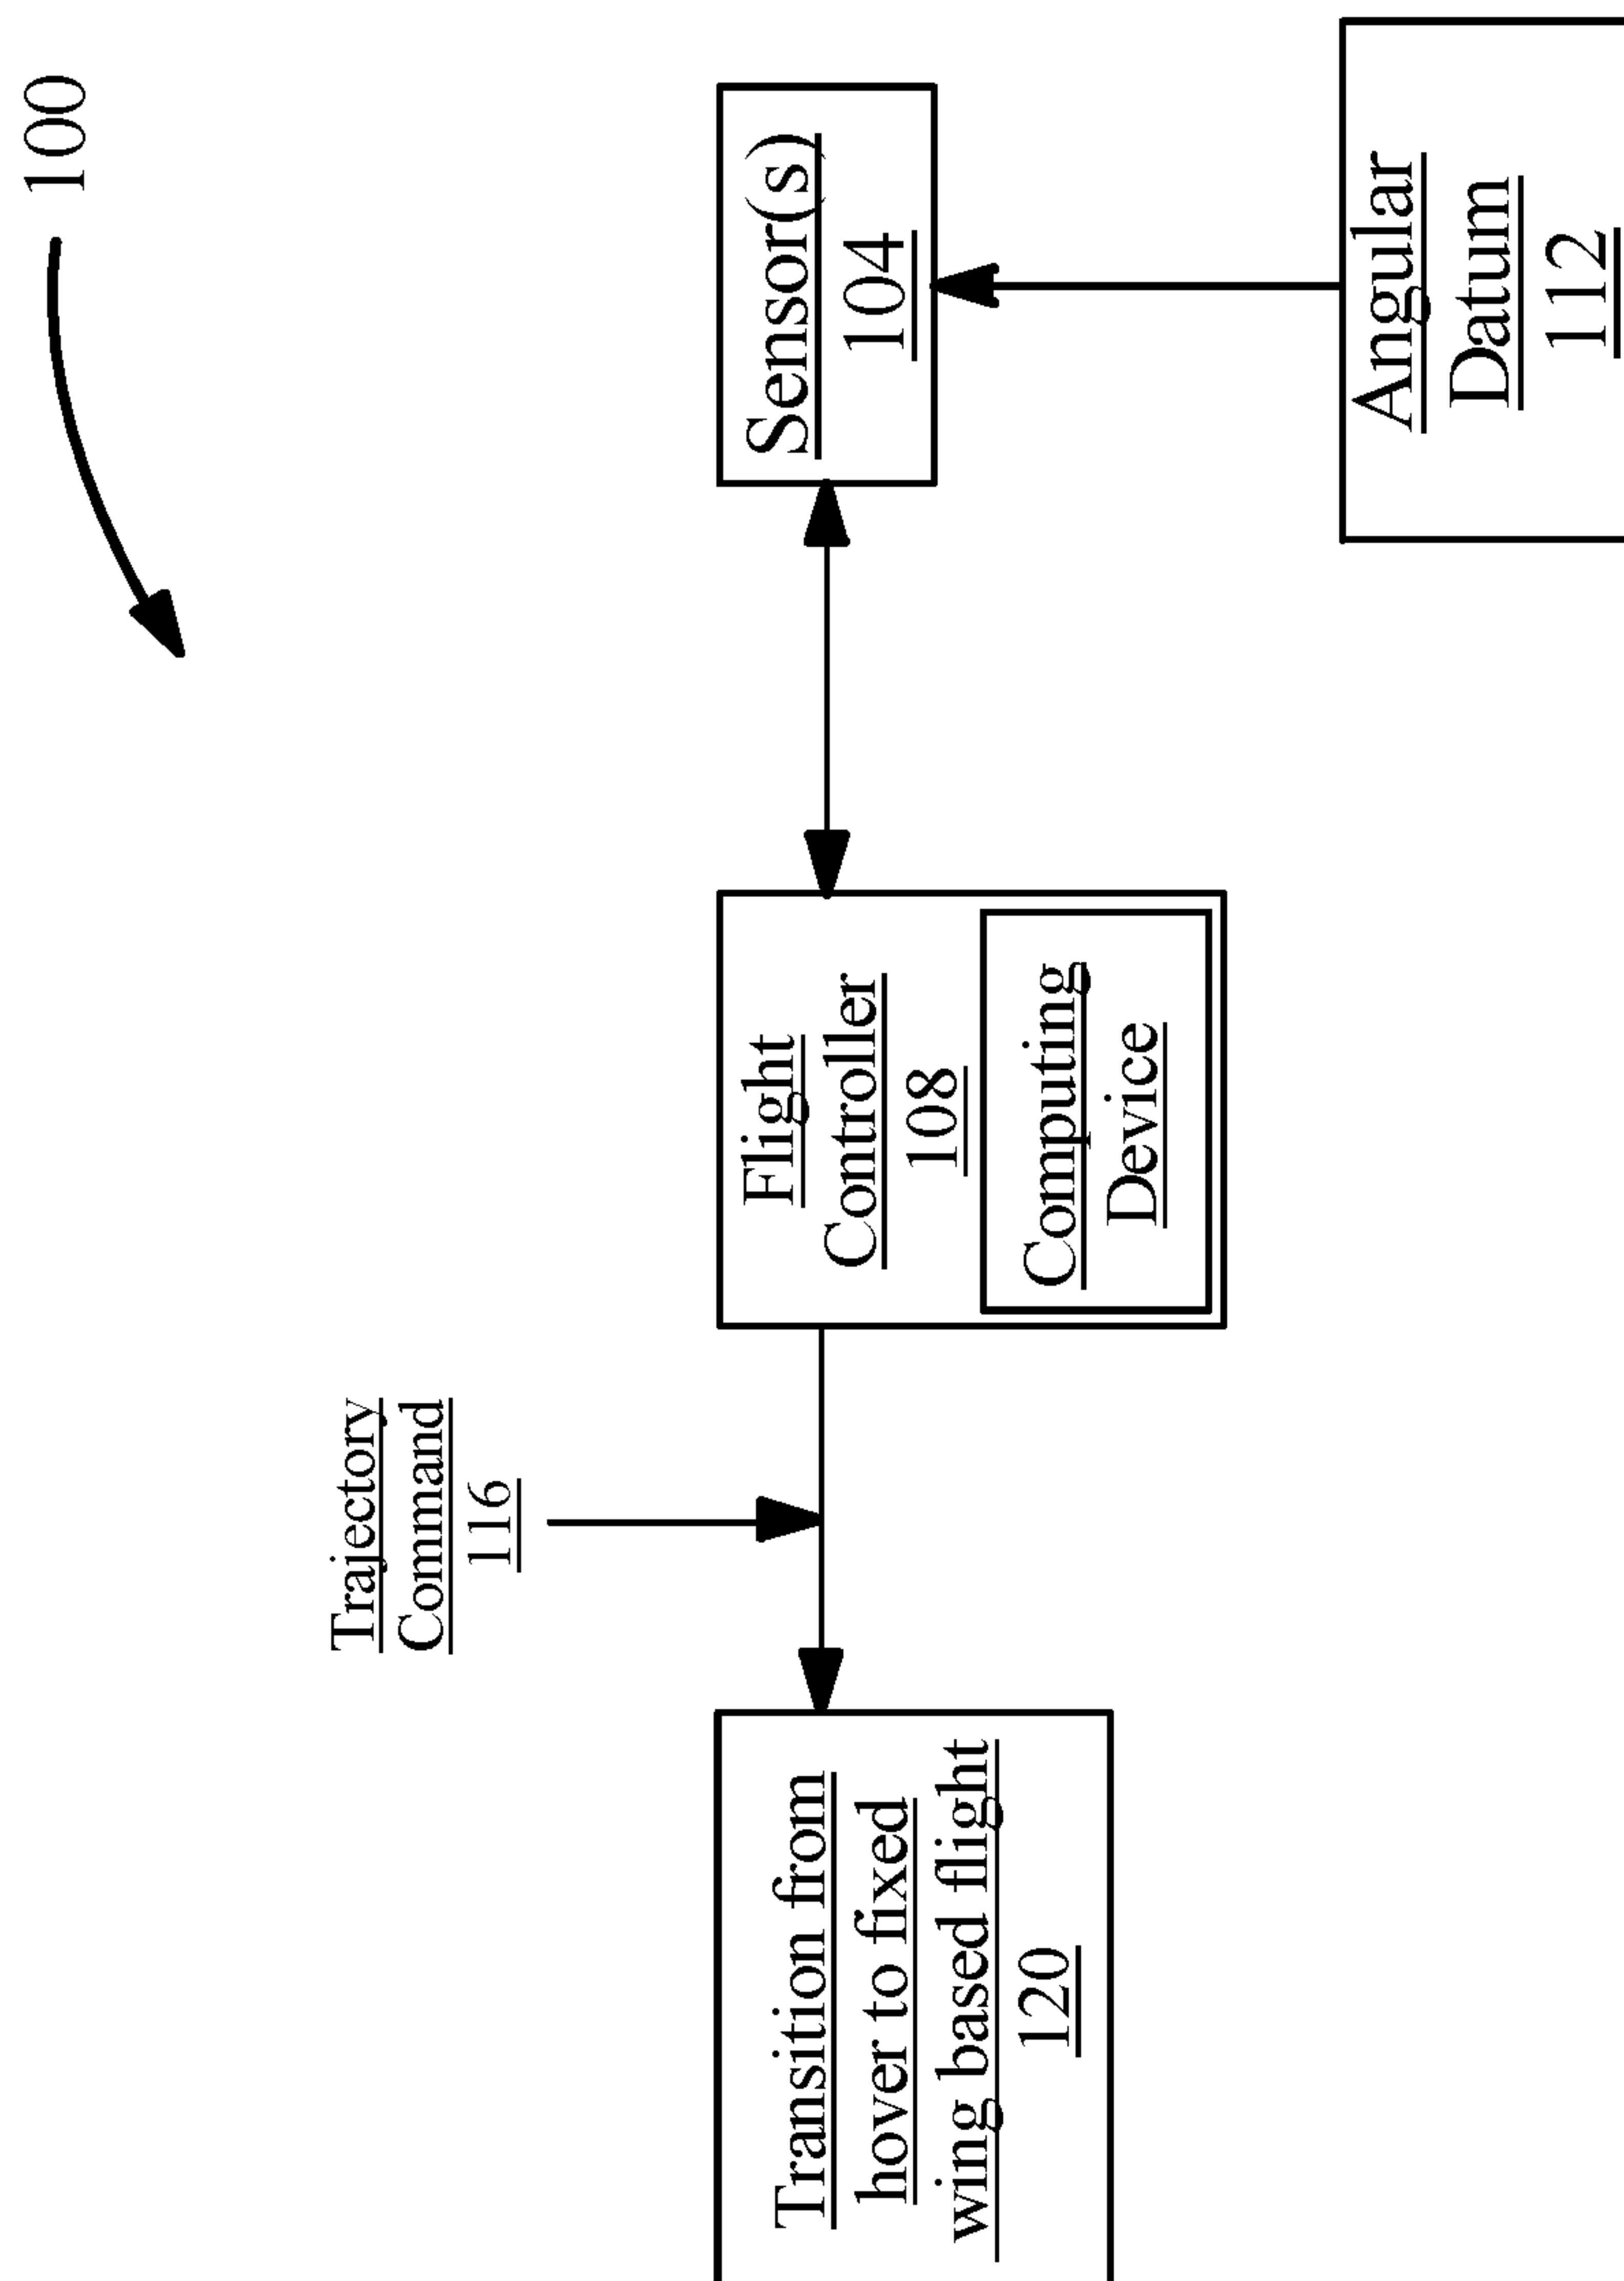 100
Trajectory
Command
116
Transition from
hover to fixed
wing based flight
120
Flight
Controller
108
Computing
Device
Sensor(s)
104
Angular
Datum
112